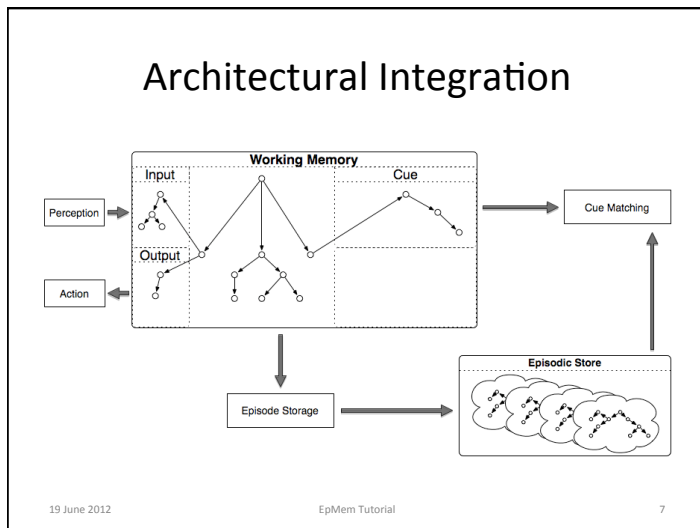 Architectural Integration
Working Memory
Input
Cue
Perception
Cue Matching
Output
Action
Episodic Store
Episode Storage
19 June 2012
EpMem Tutorial
7